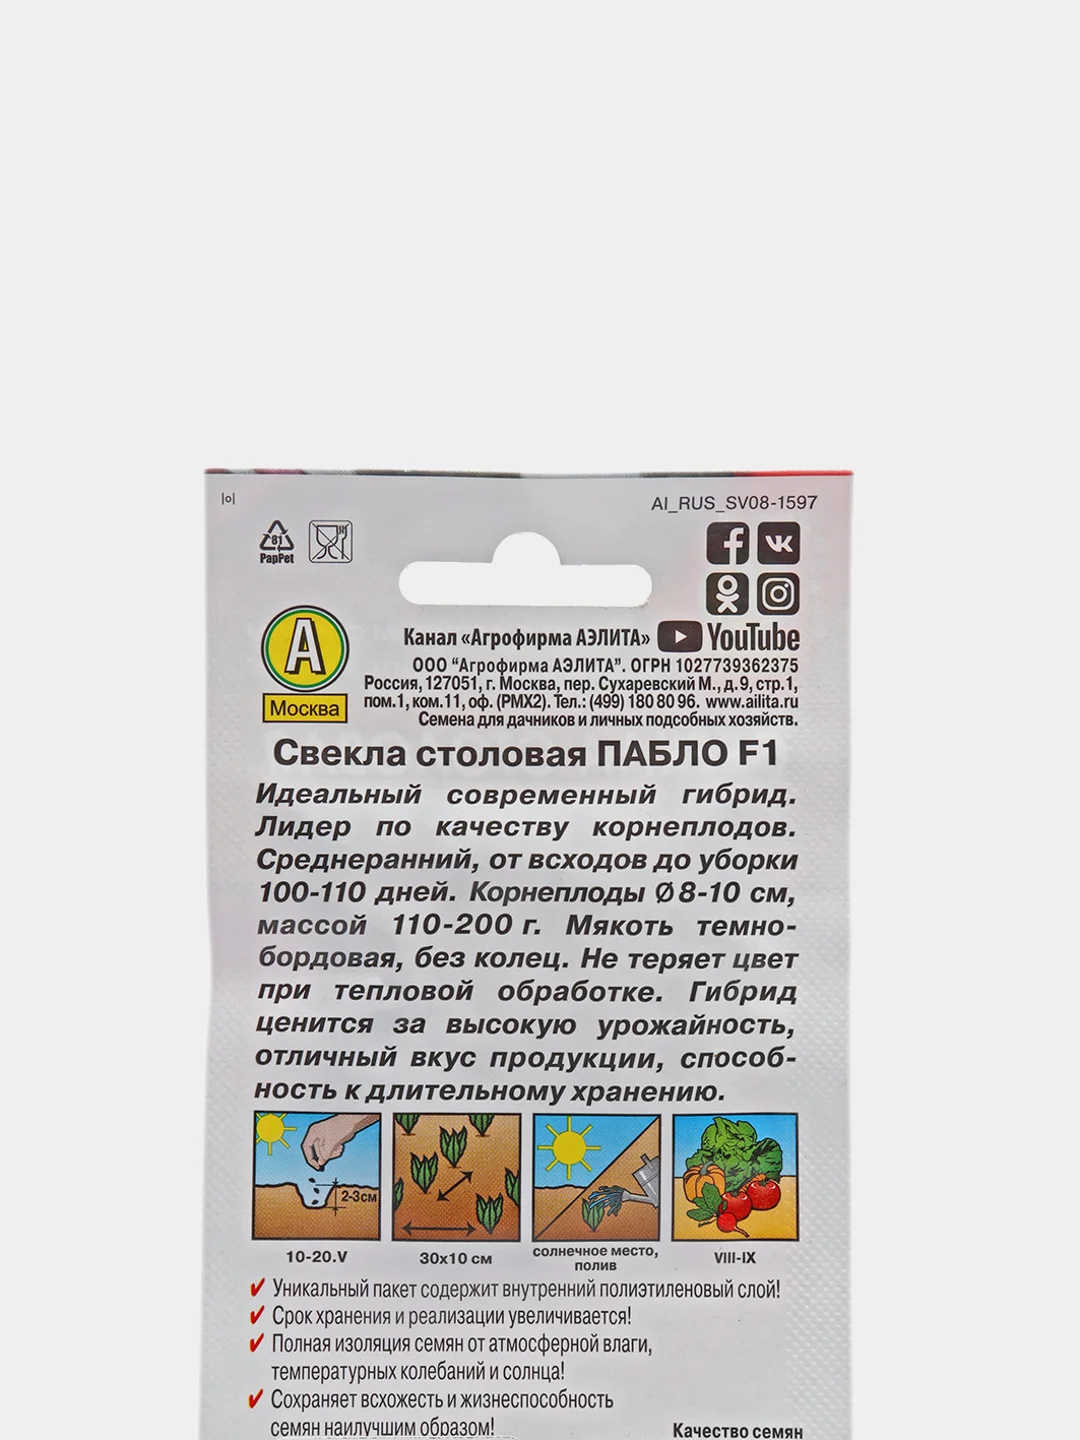 |o|
AI_RUS_SV08-1597
81
PapPet
Канал «Агрофирма АЭЛИТА» YouTube
А
Москва
ООО “Агрофирма АЭЛИТА”. ОГРН 1027739362375
Россия, 127051, г. Москва, пер. Сухаревский М., д.9, стр.1,
пом.1, ком.11, оф. (РМХ2). Тел.: (499) 180 80 96. www.ailita.ru
Семена для дачников и личных подсобных хозяйств.
Свекла столовая ПАБЛО F1
Идеальный современный гибрид.
Лидер по качеству корнеплодов.
Среднеранний, от всходов до уборки
100-110 дней. Корнеплоды Ø 8-10 см,
массой 110-200 г. Мякоть темно-
бордовая, без колец. Не теряет цвет
при тепловой обработке. Гибрид
ценится за высокую урожайность,
отличный вкус продукции, способ-
ность к длительному хранению.
2-3см
10-20.V
30х10 см
солнечное место,
полив
VIII-IX
Уникальный пакет содержит внутренний полиэтиленовый слой!
Срок хранения и реализации увеличивается!
Полная изоляция семян от атмосферной влаги,
температурных колебаний и солнца!
Сохраняет всхожесть и жизнеспособность
семян наилучшим образом!
Качество семян